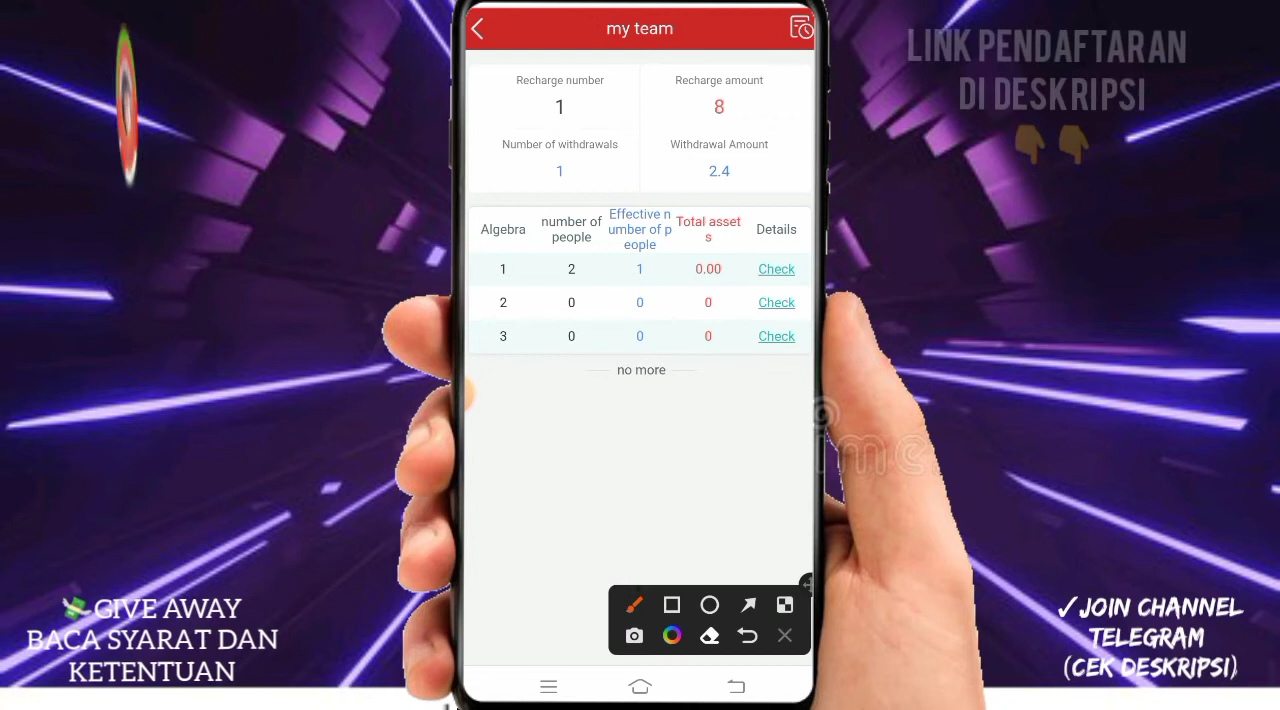 my team
LINK PENDAFTARAN
DI DESKRIPSI
Recharge number
Recharge amount
1
8
Number of withdrawals
Withdrawal Amount
1
2.4
Algebra
number of
people
Effective n
umber of p
eople
Total asset
s
Details
1 2 1 0.00 Check
2 0 0 0 Check
3 0 0 0 Check
no more
GIVE AWAY
BACA SYARAT DAN
KETENTUAN
✓JOIN CHANNEL
TELEGRAM
(CEK DESKRIPSI)